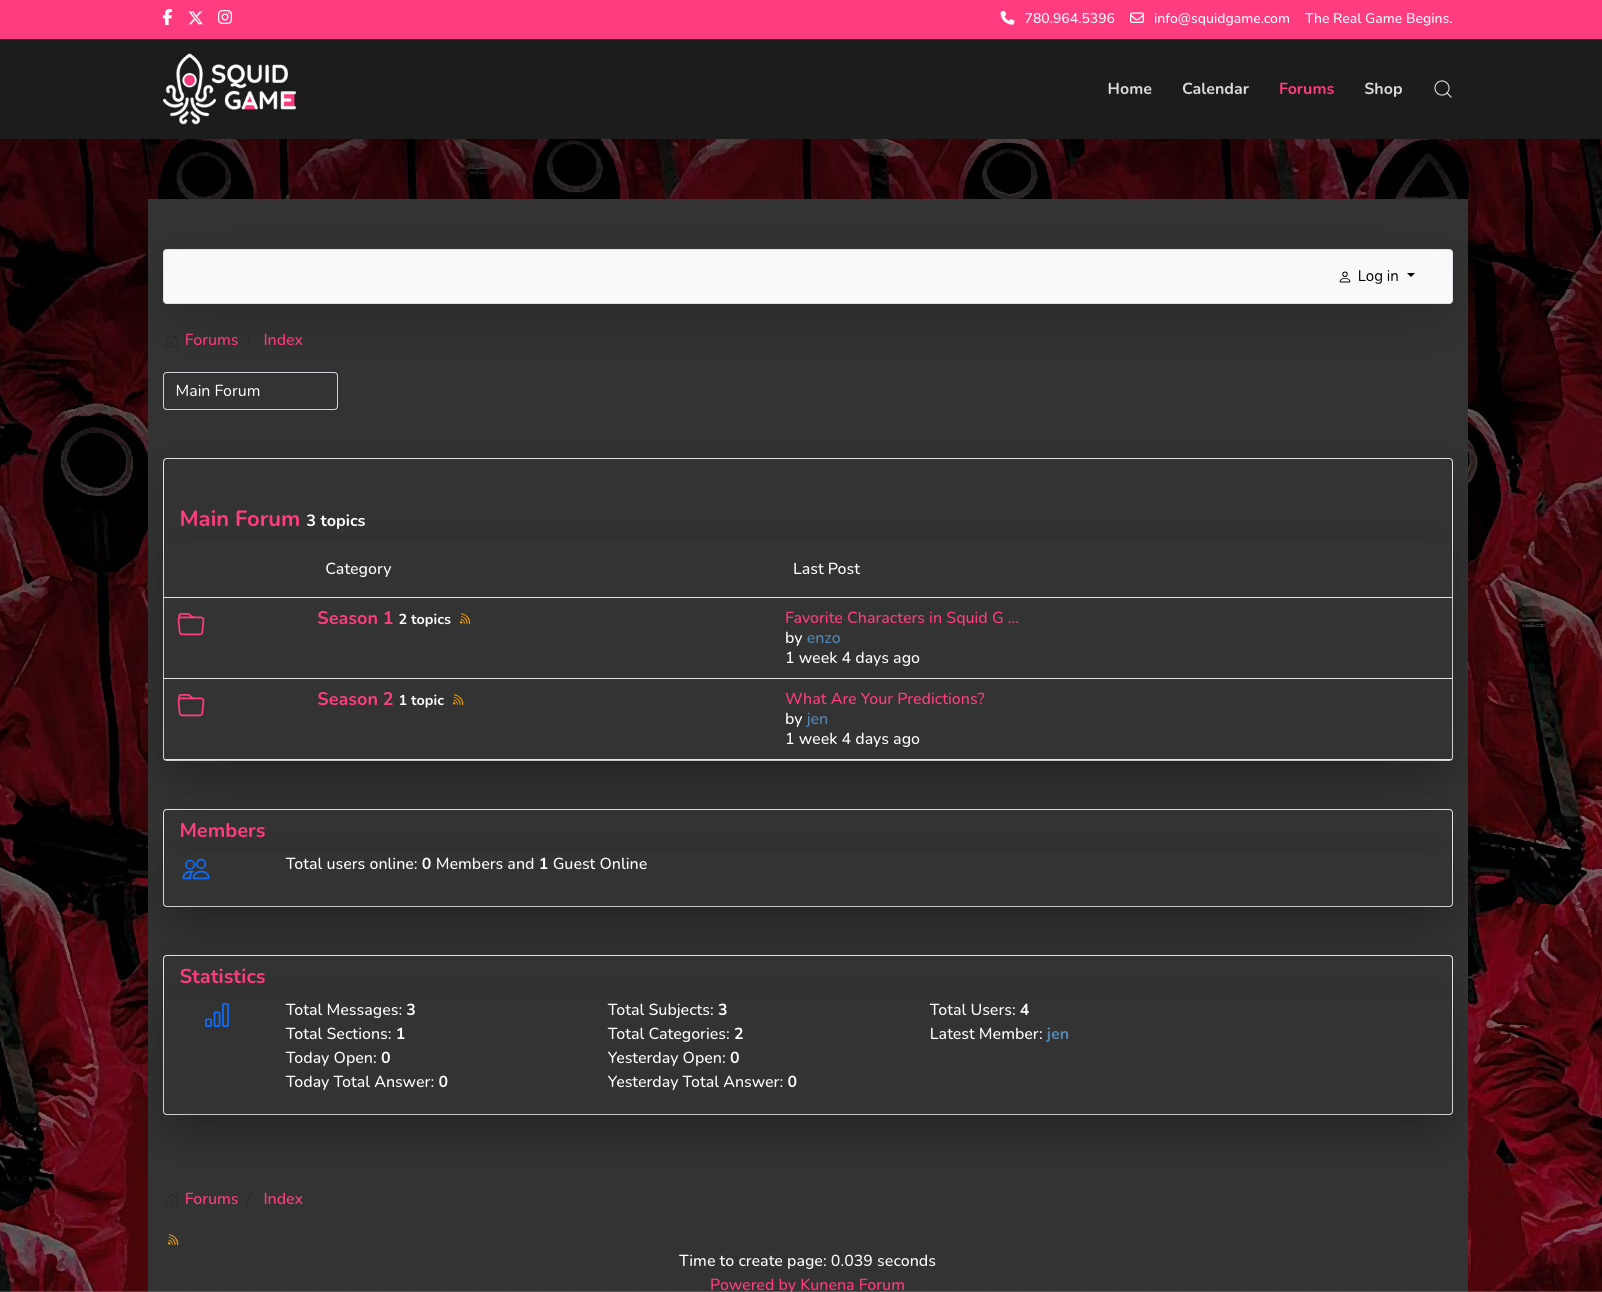 780.964.5396 info@squidgame.com The Real Game Begins.
SQUID
GAME
Home Calendar Forums Shop
Log in
Forums / Index
Main Forum
Main Forum 3 topics
Category Last Post
Season 1 2 topics Favorite Characters in Squid G ...
by enzo
1 week 4 days ago
Season 2 1 topic What Are Your Predictions?
by jen
1 week 4 days ago
Members
Total users online: 0 Members and 1 Guest Online
Statistics
Total Messages: 3 Total Subjects: 3 Total Users: 4
Total Sections: 1 Total Categories: 2 Latest Member: jen
Today Open: 0 Yesterday Open: 0
Today Total Answer: 0 Yesterday Total Answer: 0
Forums / Index
Time to create page: 0.039 seconds
Powered by Kunena Forum